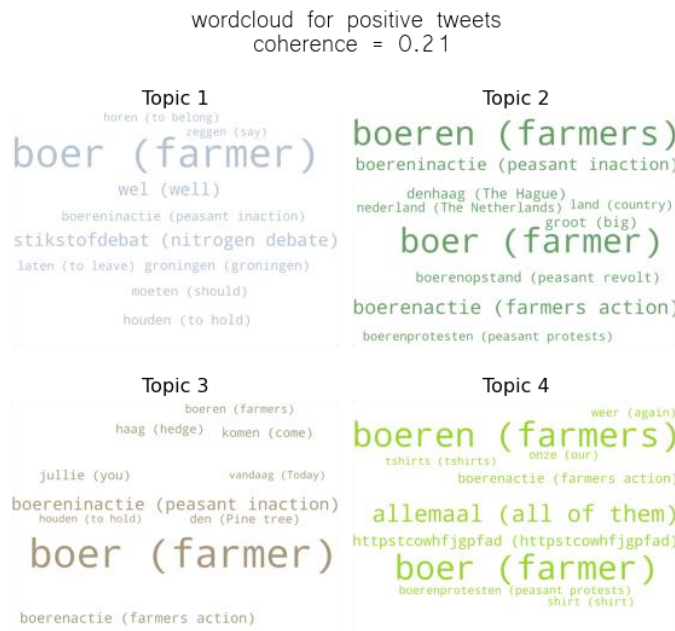 wordcloud for positive tweets
coherence = 0.21
Topic 1
horen (to belong)
zeggen (say)
boer (farmer)
wel (well)
boereninactie (peasant inaction)
stikstofdebat (nitrogen debate)
laten (to leave) groningen (groningen)
moeten (should)
houden (to hold)
Topic 2
boeren (farmers)
boereninactie (peasant inaction)
denhaag (The Hague)
nederland (The Netherlands) land (country)
groot (big)
boer (farmer)
boerenopstand (peasant revolt)
boerenactie (farmers action)
boerenprotesten (peasant protests)
Topic 3
boeren (farmers)
haag (hedge) komen (come)
jullie (you) vandaag (Today)
boereninactie (peasant inaction)
houden (to hold) den (Pine tree)
boer (farmer)
boerenactie (farmers action)
Topic 4
weer (again)
boeren (farmers)
onze (our)
tshirts (tshirts)
boerenactie (farmers action)
allemaal (all of them)
httpstcowhfjgpfad (httpstcowhfjgpfad)
boer (farmer)
boerenprotesten (peasant protests)
shirt (shirt)